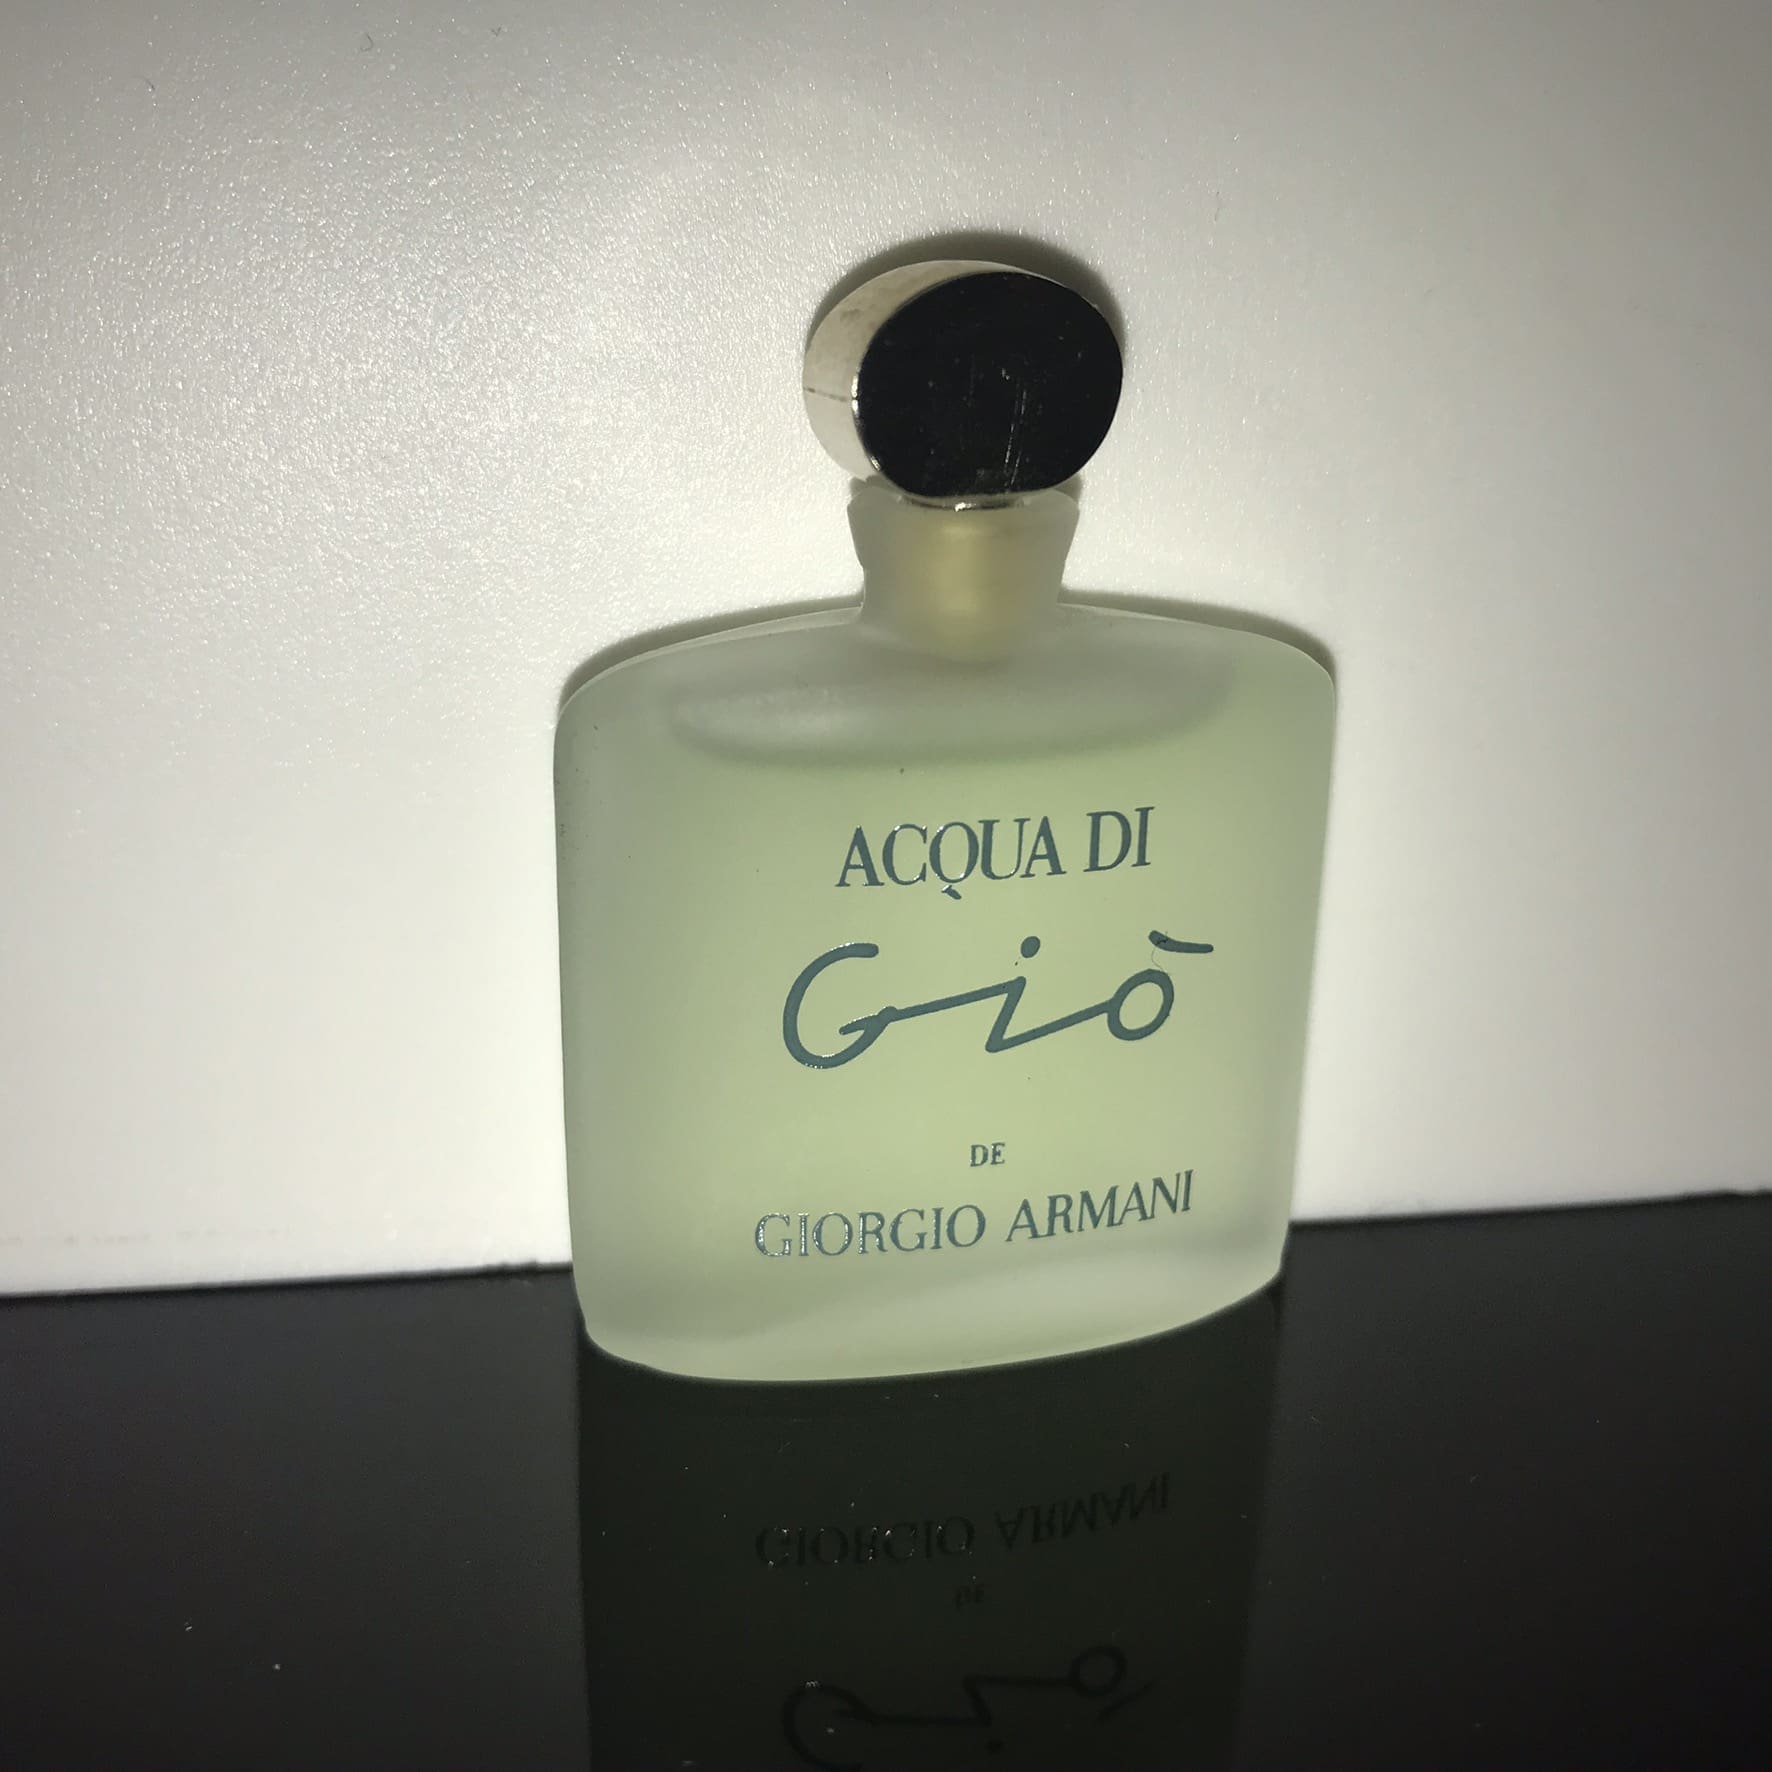 ACQUA DI
Giò
DE
GIORGIO ARMANI